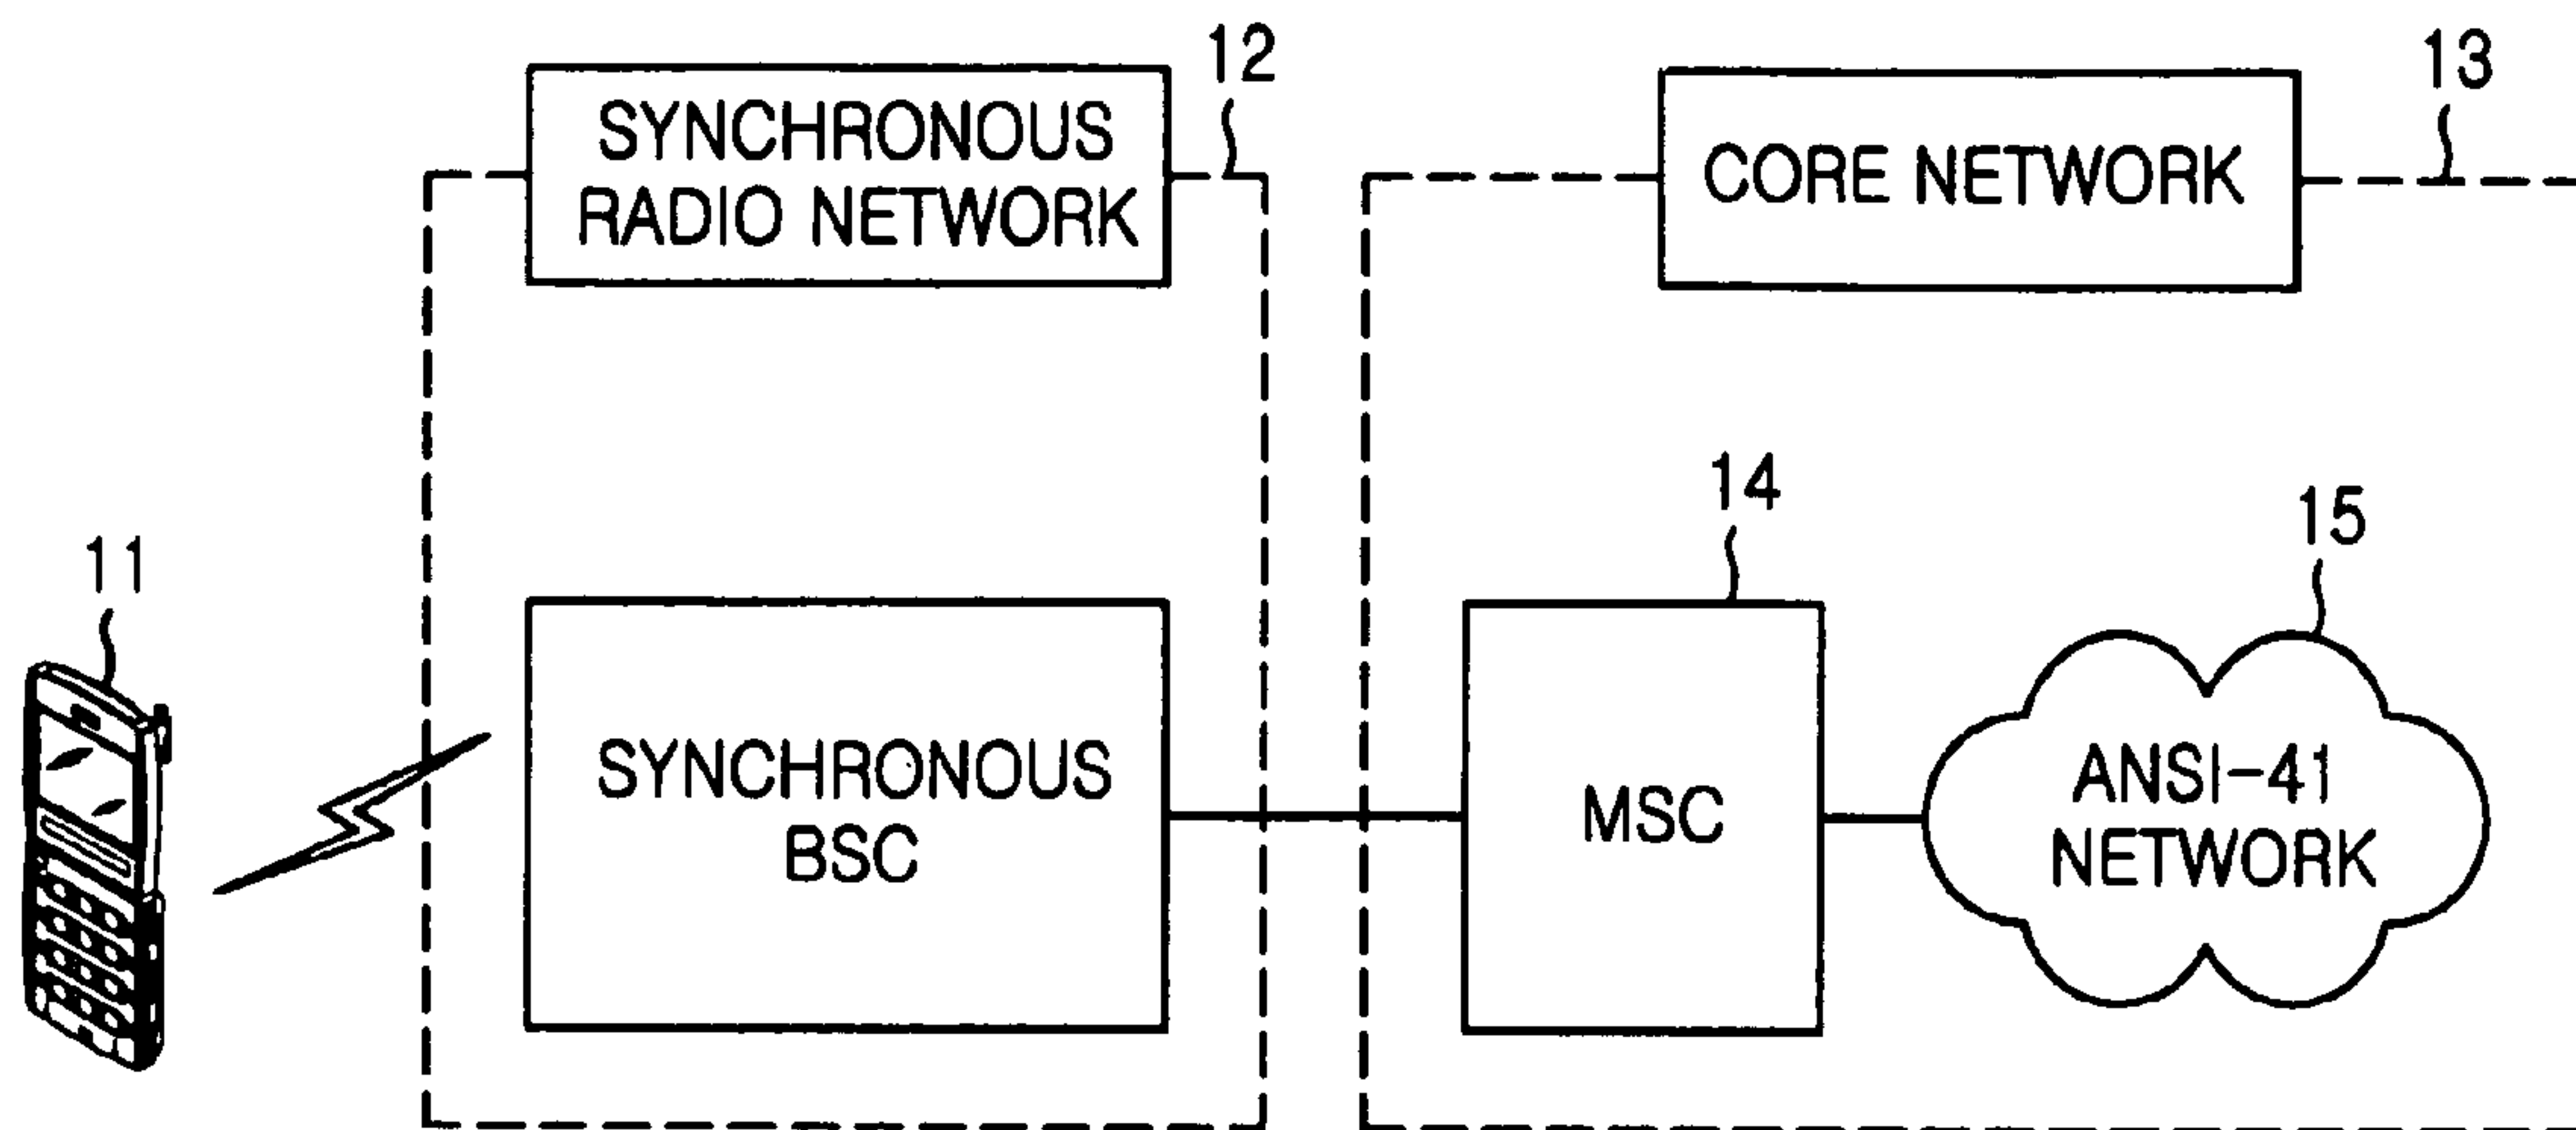 12
13
SYNCHRONOUS
RADIO NETWORK
CORE NETWORK
14
15
11
SYNCHRONOUS
BSC
MSC
ANSI-41
NETWORK